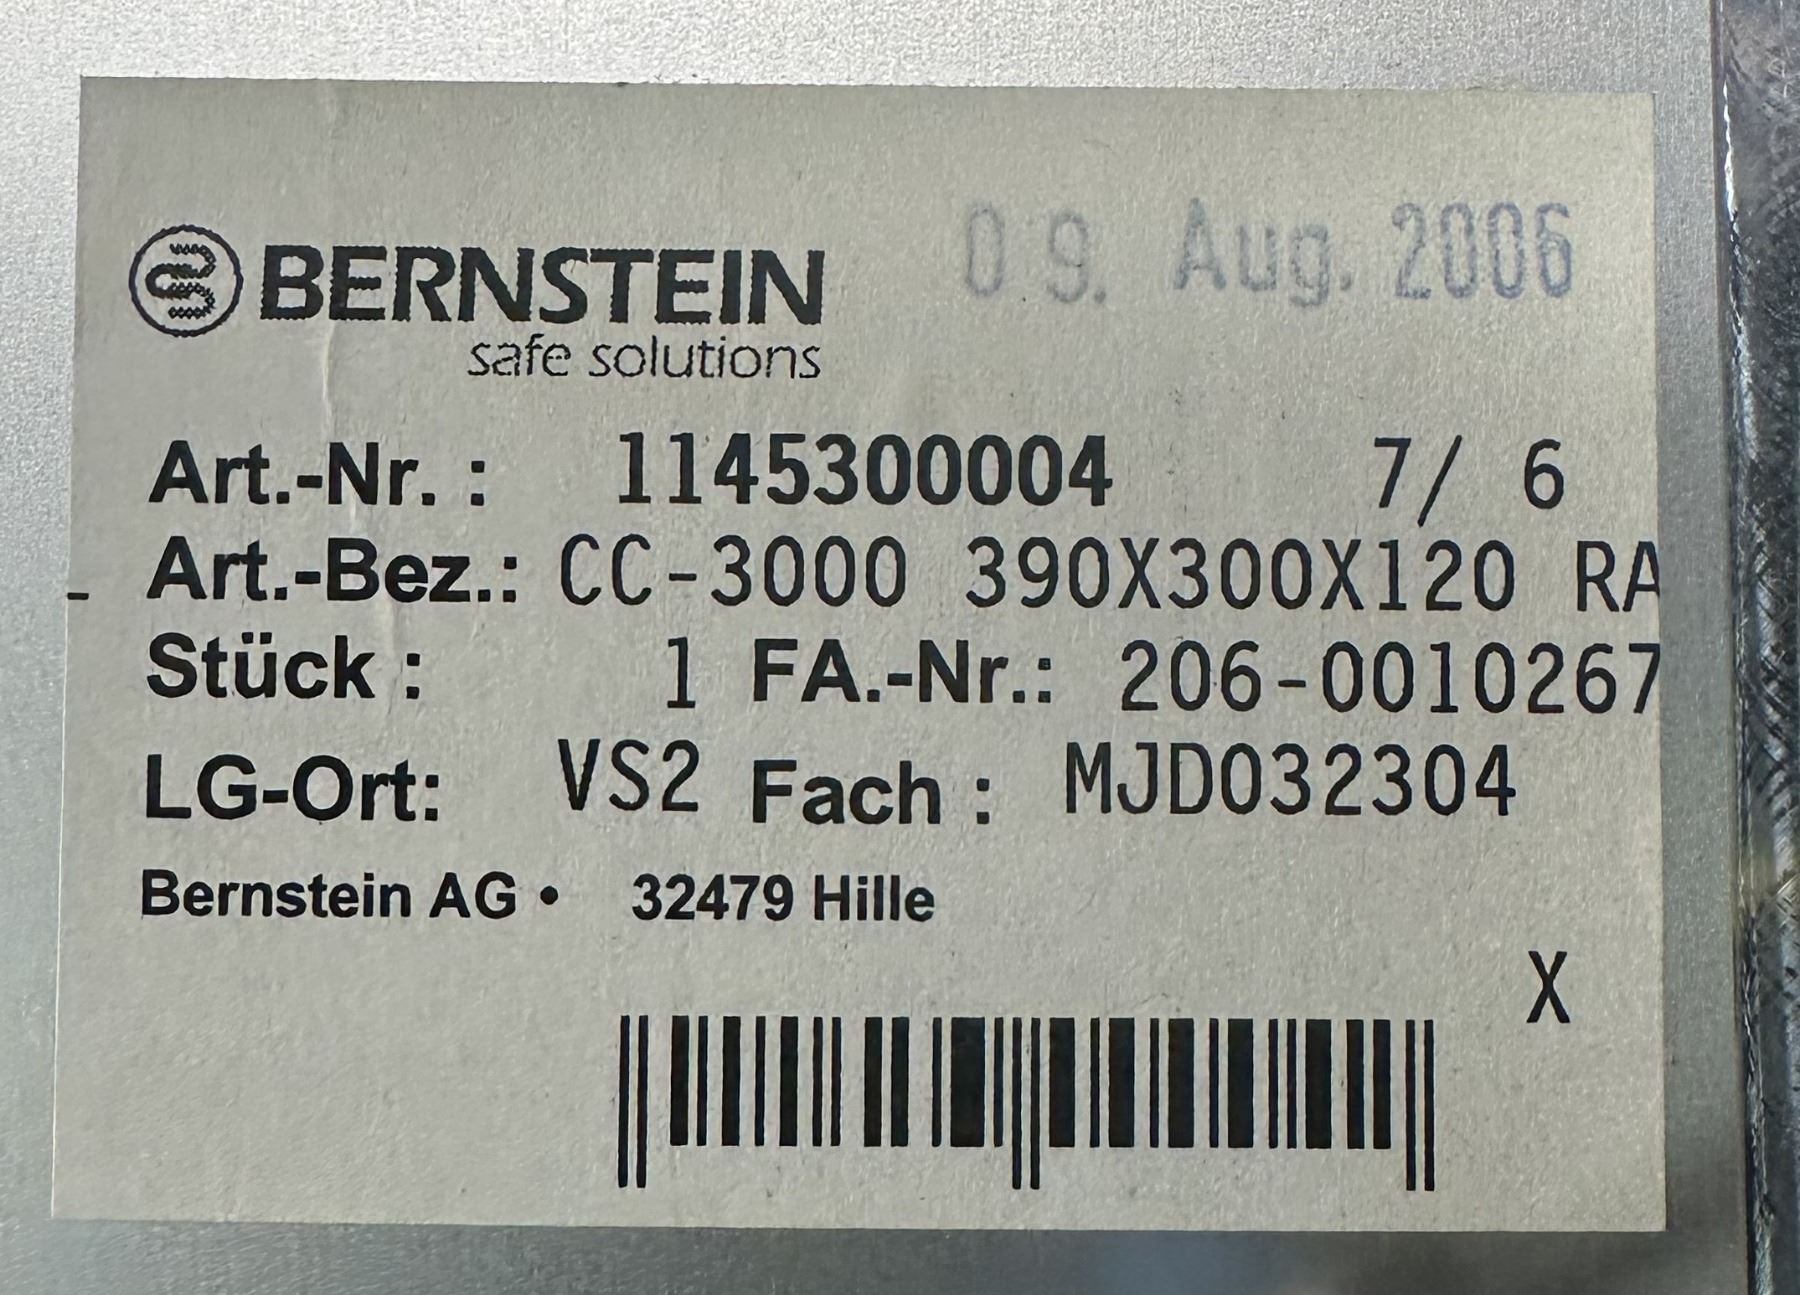 BERNSTEIN 09. Aug. 2006
safe solutions
Art.-Nr. : 1145300004 7/ 6
Art.-Bez.: CC-3000 390X300X120 RA
Stück : 1 FA.-Nr.: 206-0010267
LG-Ort: VS2 Fach : MJD032304
Bernstein AG • 32479 Hille
X